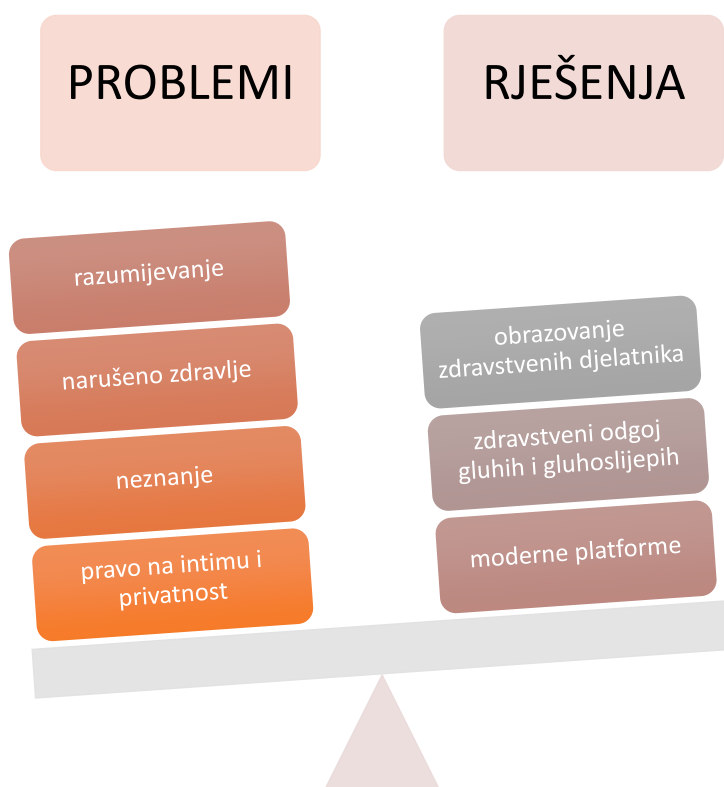 PROBLEMI
RJEŠENJA
razumijevanje
narušeno zdravlje
neznanje
pravo na intimu i
privatnost
obrazovanje
zdravstvenih djelatnika
zdravstveni odgoj
gluhih i gluhoslijepih
moderne platforme